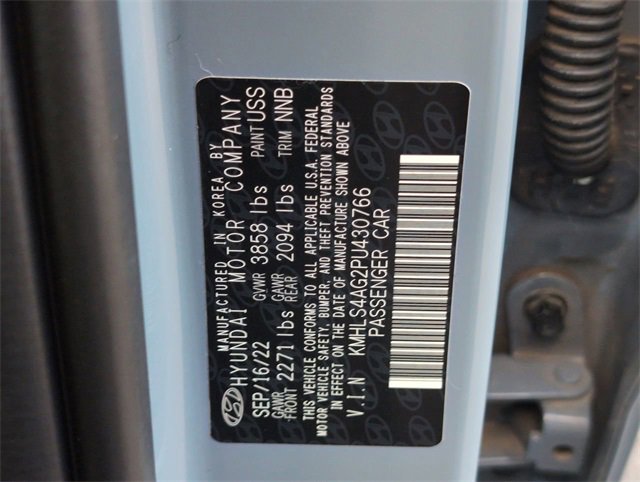 MANUFACTURED IN KOREA BY
HYUNDAI MOTOR COMPANY
SEP/16/22 GVWR 3858 lbs PAINT USS
GAWR FRONT 2271 lbs GAWR REAR 2094 lbs TRIM NNB
THIS VEHICLE CONFORMS TO ALL APPLICABLE U.S.A. FEDERAL
MOTOR VEHICLE SAFETY, BUMPER, AND THEFT PREVENTION STANDARDS
IN EFFECT ON THE DATE OF MANUFACTURE SHOWN ABOVE
V.I.N KMHLS4AG2PU430766
PASSENGER CAR